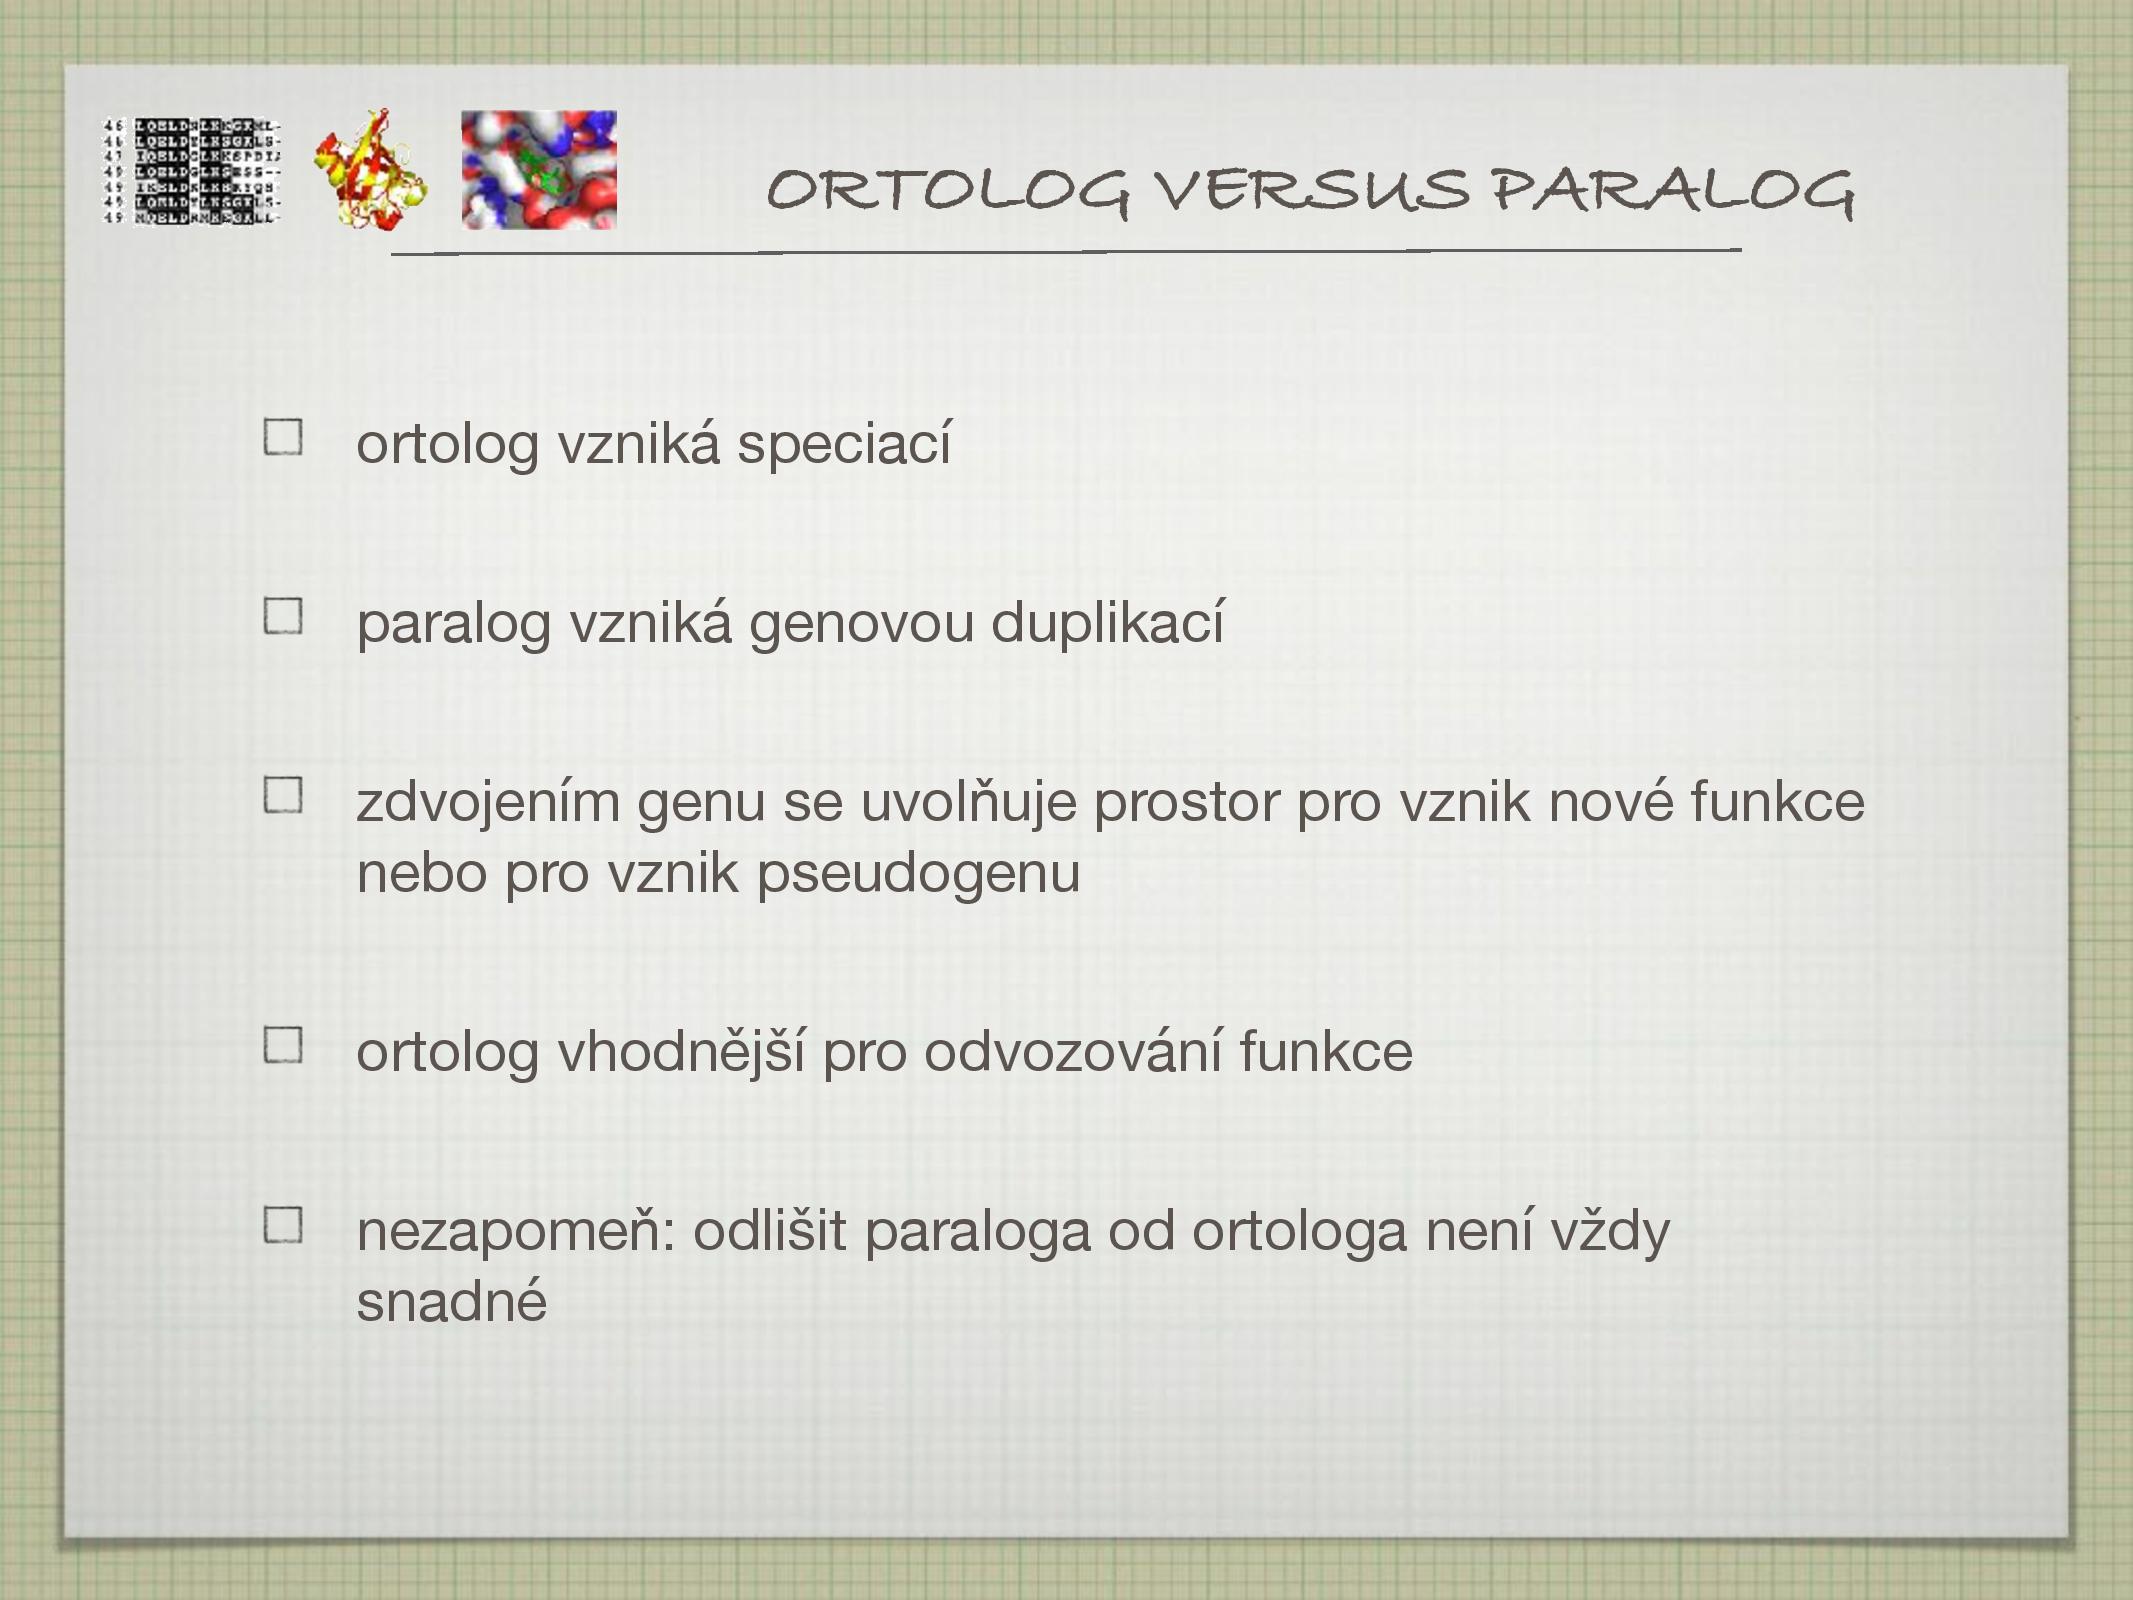 ORTOLOG VERSUS PARALOG
ortolog vzniká speciací
paralog vzniká genovou duplikací
zdvojením genu se uvolňuje prostor pro vznik nové funkce
nebo pro vznik pseudogenu
ortolog vhodnější pro odvozování funkce
nezapomeň: odlišit paraloga od ortologa není vždy
snadné